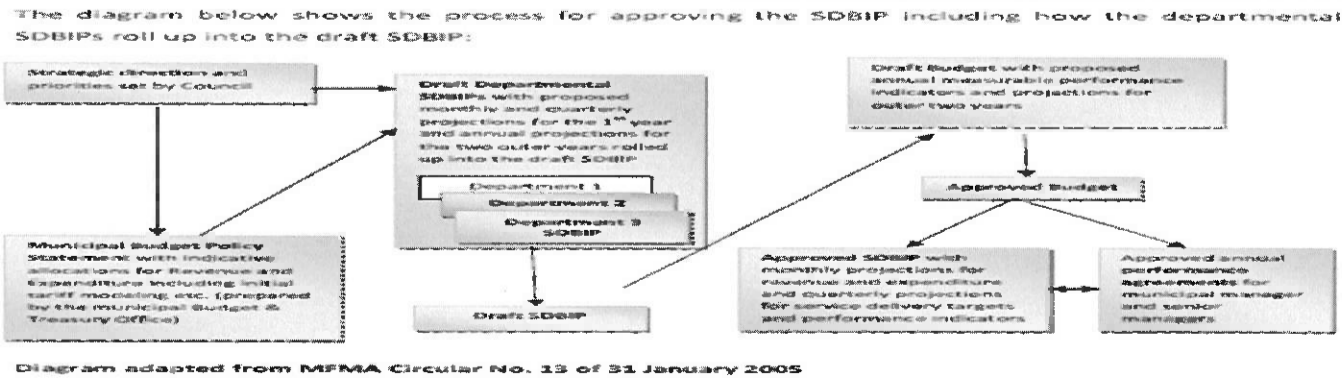 The diagram below shows the process for approving the SDBIP including how the departmental
SDBIPs roll up into the draft SDBIP:
Strategic direction and
priorities set by Council
Draft Departmental
SDBIPs with proposed
monthly and quarterly
projections for the 1st year
and annual projections for
the two outer years rolled
up into the draft SDBIP
Department 1
Department 2
Department 3
SDBIP
Municipal Budget Policy
Statement with indicative
allocations for Revenue and
Expenditure including initial
tariff modeling etc. (prepared
by the municipal Budget &
Treasury Office)
Draft SDBIP
Draft Budget with proposed
annual measurable performance
indicators and projections for
outer two years
Approved Budget
Approved SDBIP with
monthly projections for
revenue and expenditure
and quarterly projections
for service delivery targets
and performance indicators
Approved annual
performance
agreements for
municipal manager
and senior
managers
Diagram adapted from MFMA Circular No. 13 of 31 January 2005